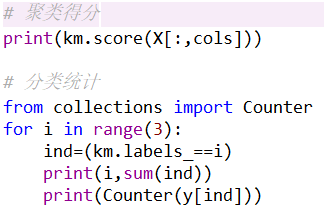 # 聚类得分
print(km.score(X[:,cols]))
# 分类统计
from collections import Counter
for i in range(3):
    ind=(km.labels_==i)
    print(i,sum(ind))
    print(Counter(y[ind]))